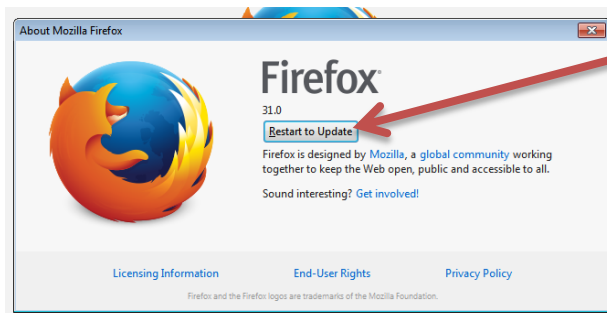 About Mozilla Firefox
Firefox
31.0
Restart to Update
Firefox is designed by Mozilla, a global community working
together to keep the Web open, public and accessible to all.
Sound interesting? Get involved!
Licensing Information End-User Rights Privacy Policy
Firefox and the Firefox logos are trademarks of the Mozilla Foundation.